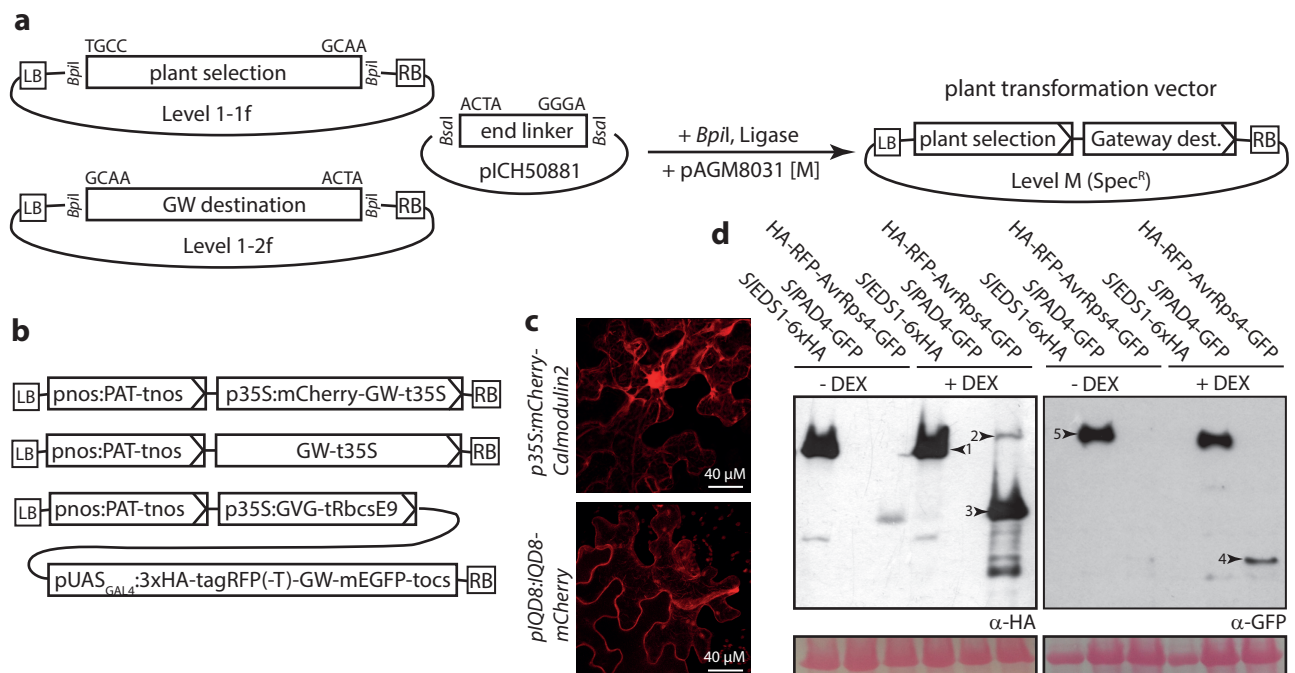 a
TGCC GCAA
LB BpiI plant selection BpiI RB
Level 1-1f
GCAA ACTA
LB BpiI GW destination BpiI RB
Level 1-2f
ACTA GGGA
BsaI end linker BsaI
pICH50881
+ BpiI, Ligase
+ pAGM8031 [M]
plant transformation vector
LB plant selection Gateway dest. RB
Level M (SpecR)
b
LB pnos:PAT-tnos p35S:mCherry-GW-t35S RB
LB pnos:PAT-tnos GW-t35S RB
LB pnos:PAT-tnos p35S:GVG-tRbcsE9
pUASGAL4:3xHA-tagRFP(-T)-GW-mEGFP-tocs RB
c
p35S:mCherry-
Calmodulin2
40 µM
pIQD8:IQD8-
mCherry
40 µM
d
SlEDS1-6xHA
SlPAD4-GFP
HA-RFP-AvrRps4-GFP
SlEDS1-6xHA
SlPAD4-GFP
HA-RFP-AvrRps4-GFP
SlEDS1-6xHA
SlPAD4-GFP
HA-RFP-AvrRps4-GFP
SlEDS1-6xHA
SlPAD4-GFP
HA-RFP-AvrRps4-GFP
- DEX + DEX - DEX + DEX
2
1
3
5
4
α-HA α-GFP